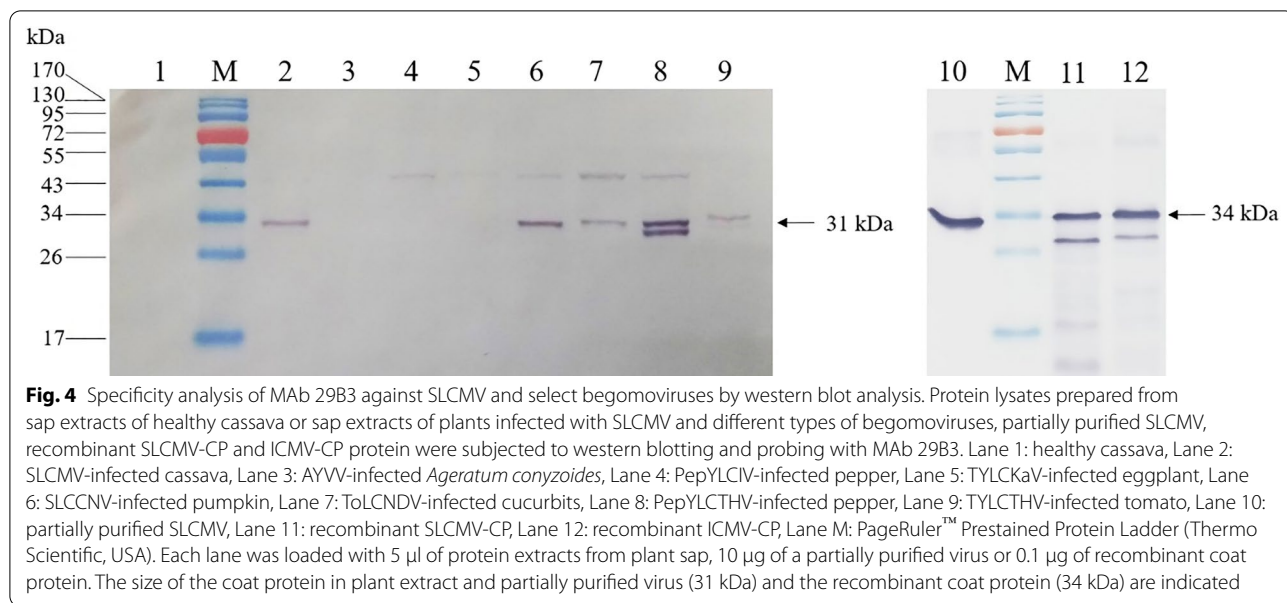 kDa
1 M 2 3 4 5 6 7 8 9 10 M 11 12
170
130
95
72
55
43
34
26
17
31 kDa
34 kDa
Fig. 4 Specificity analysis of MAb 29B3 against SLCMV and select begomoviruses by western blot analysis. Protein lysates prepared from
sap extracts of healthy cassava or sap extracts of plants infected with SLCMV and different types of begomoviruses, partially purified SLCMV,
recombinant SLCMV-CP and ICMV-CP protein were subjected to western blotting and probing with MAb 29B3. Lane 1: healthy cassava, Lane 2:
SLCMV-infected cassava, Lane 3: AYVV-infected Ageratum conyzoides, Lane 4: PepYLCIV-infected pepper, Lane 5: TYLCKaV-infected eggplant, Lane
6: SLCCNV-infected pumpkin, Lane 7: ToLCNDV-infected cucurbits, Lane 8: PepYLCTHV-infected pepper, Lane 9: TYLCTHV-infected tomato, Lane 10:
partially purified SLCMV, Lane 11: recombinant SLCMV-CP, Lane 12: recombinant ICMV-CP, Lane M: PageRuler™ Prestained Protein Ladder (Thermo
Scientific, USA). Each lane was loaded with 5 µl of protein extracts from plant sap, 10 µg of a partially purified virus or 0.1 µg of recombinant coat
protein. The size of the coat protein in plant extract and partially purified virus (31 kDa) and the recombinant coat protein (34 kDa) are indicated